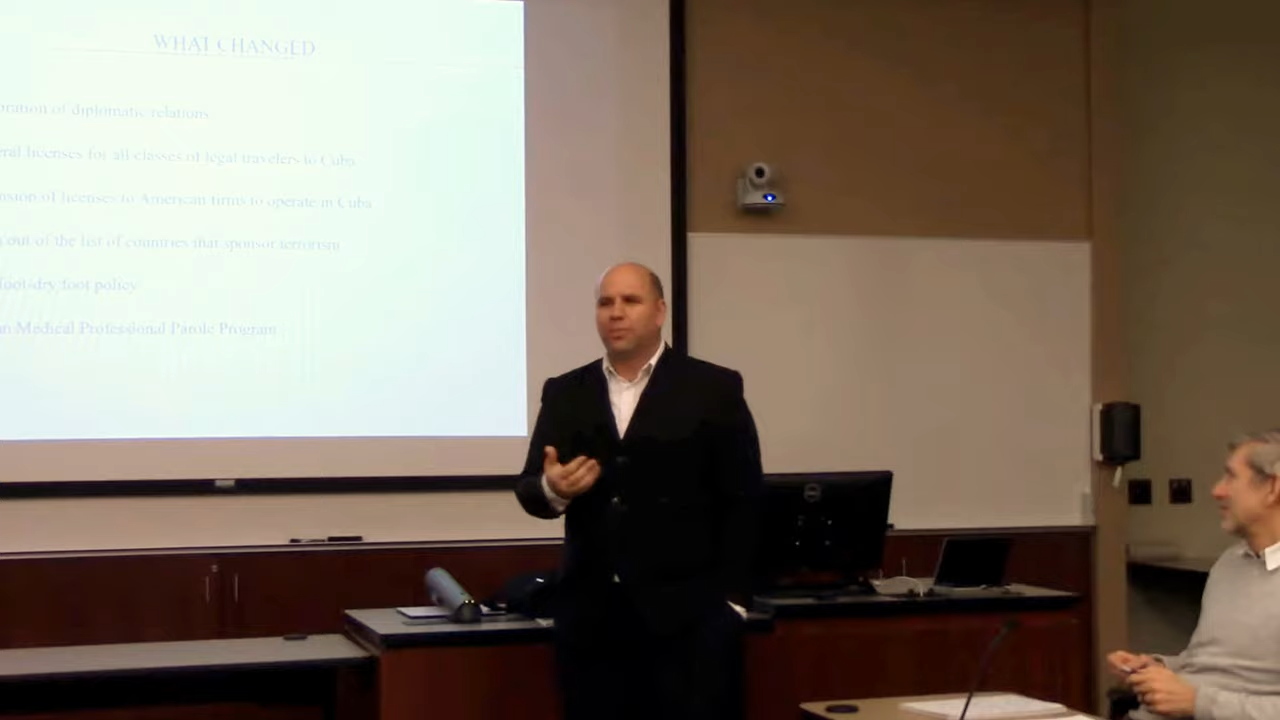 WHAT CHANGED
oration of diplomatic relations
eral licenses for all classes of legal travelers to Cuba
nsion of licenses to American firms to operate in Cuba
out of the list of countries that sponsor terrorism
foot-dry foot policy
an Medical Professional Parole Program
DELL